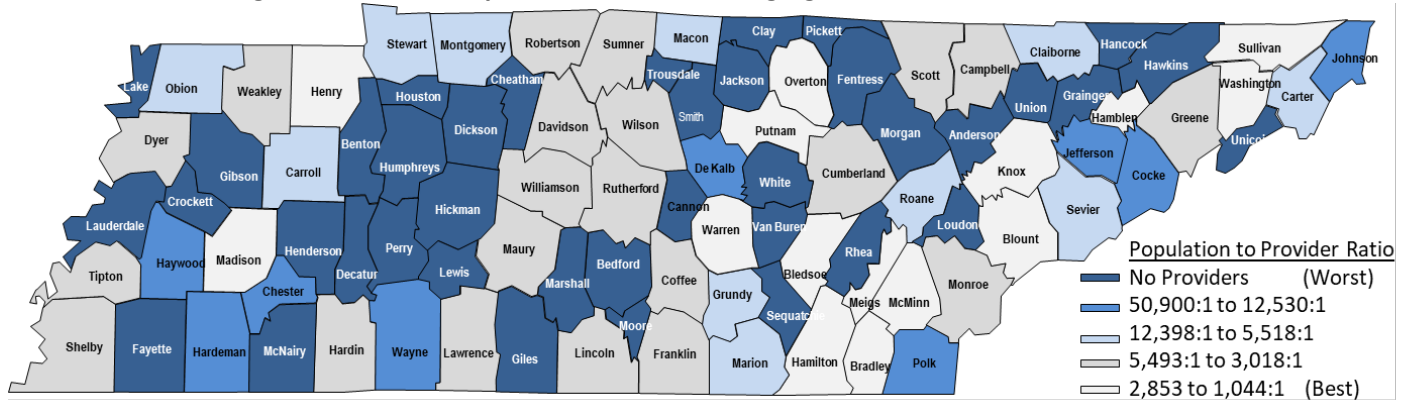 Stewart
Montgomery
Robertson
Sumner
Macon
Clay
Pickett
Lake
Obion
Weakley
Henry
Houston
Cheatham
Trousdale
Jackson
Overton
Fentress
Scott
Campbell
Claiborne
Hancock
Hawkins
Sullivan
Johnson
Dyer
Gibson
Carroll
Benton
Humphreys
Dickson
Davidson
Wilson
Smith
Putnam
Morgan
Anderson
Union
Grainger
Hamblen
Greene
Washington
Carter
Unicoi
Lauderdale
Crockett
Haywood
Madison
Henderson
Decatur
Perry
Hickman
Williamson
Rutherford
Cannon
De Kalb
White
Cumberland
Roane
Loudon
Knox
Jefferson
Cocke
Sevier
Blount
Tipton
Chester
Lewis
Maury
Marshall
Bedford
Coffee
Warren
Van Buren
Bledsoe
Rhea
Meigs
McMinn
Monroe
Grundy
Sequatchie
Shelby
Fayette
Hardeman
McNairy
Hardin
Wayne
Lawrence
Giles
Lincoln
Moore
Franklin
Marion
Hamilton
Bradley
Polk
Population to Provider Ratio
No Providers (Worst)
50,900:1 to 12,530:1
12,398:1 to 5,518:1
5,493:1 to 3,018:1
2,853 to 1,044:1 (Best)